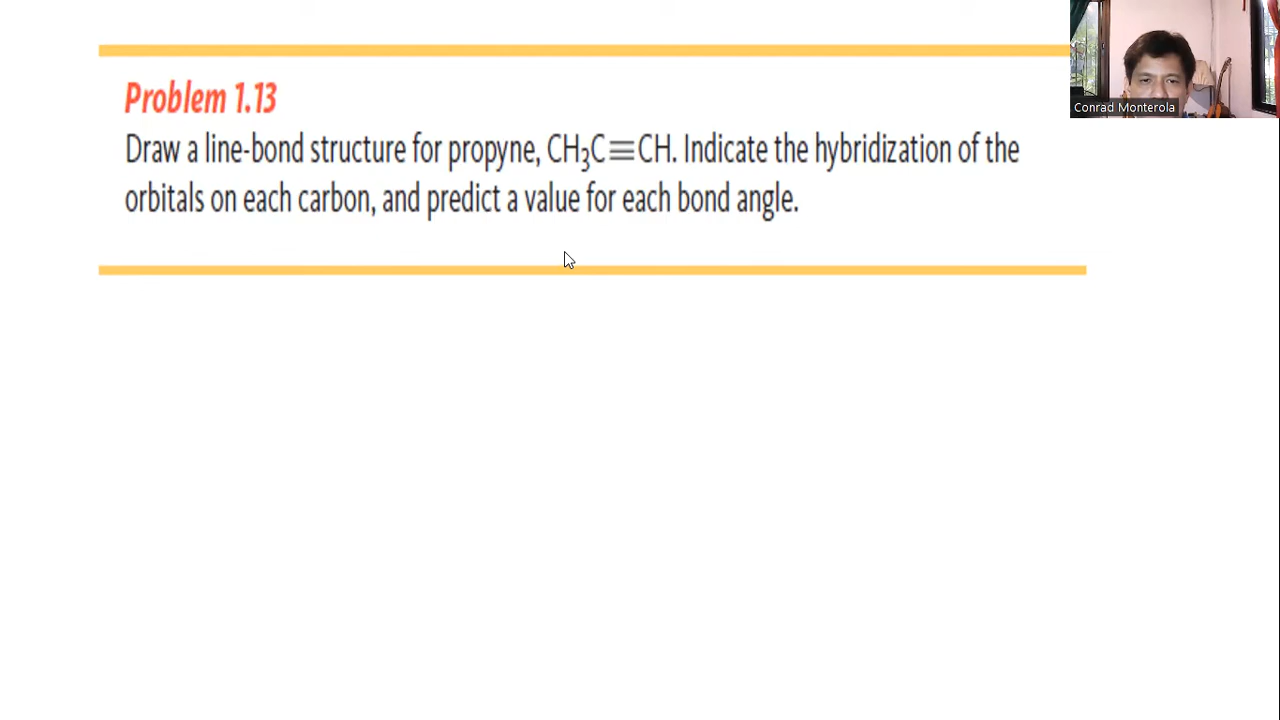 Problem 1.13
Draw a line-bond structure for propyne, CH₃C≡CH. Indicate the hybridization of the
orbitals on each carbon, and predict a value for each bond angle.
Conrad Monterola